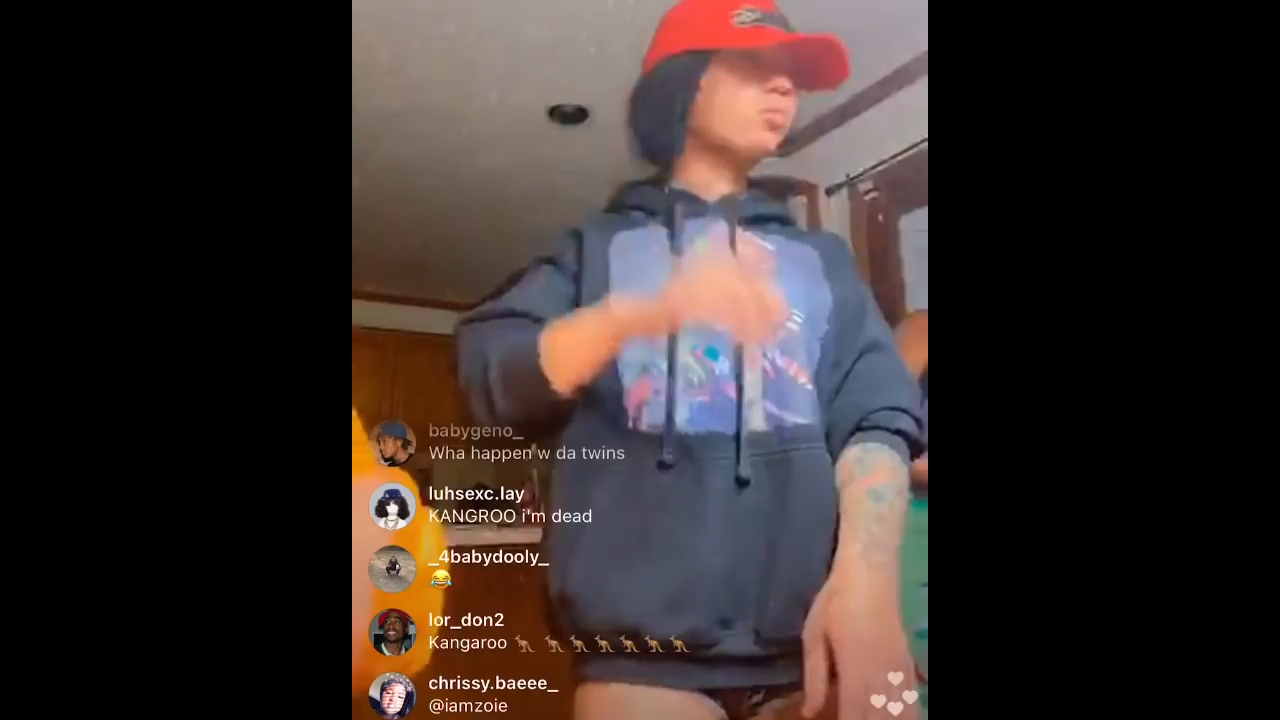 babygeno_
Wha happen w da twins
luhsexc.lay
KANGROO i'm dead
_4babydooly_
😂
lor_don2
Kangaroo 🦘 🦘 🦘 🦘 🦘 🦘 🦘
chrissy.baeee_
@iamzoie